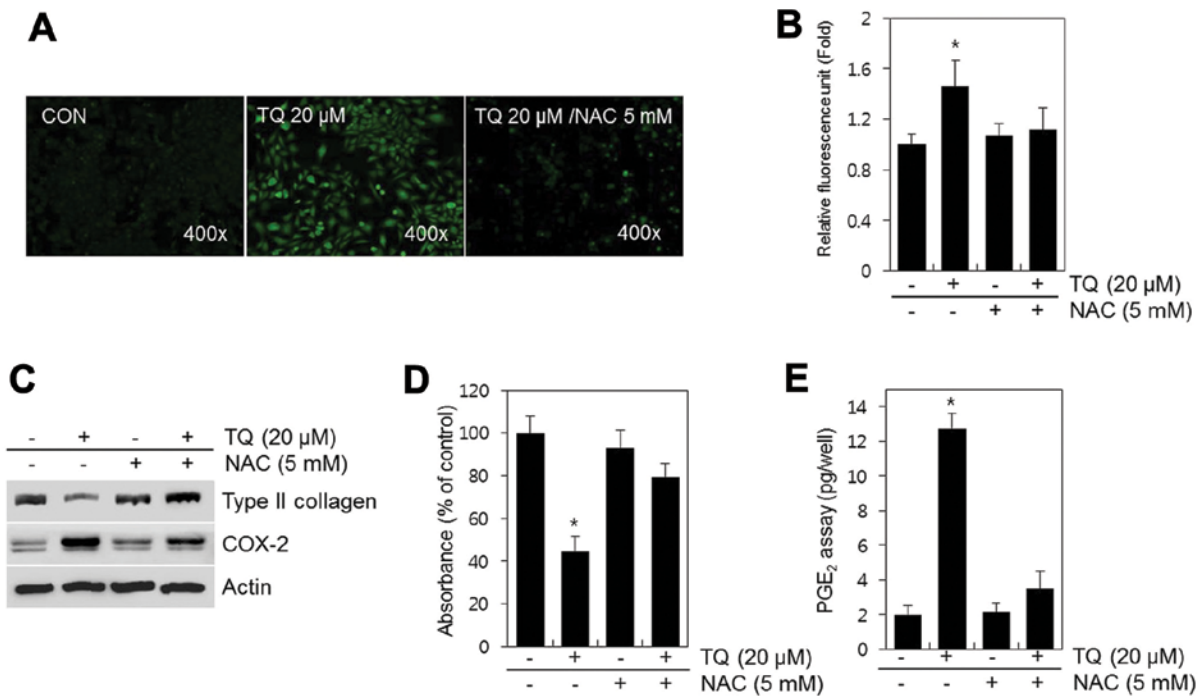 A
CON
400x
TQ 20 µM
400x
TQ 20 µM /NAC 5 mM
400x
B
Relative fluorescence unit (Fold)
2
1.6
1.2
0.8
0.4
0
*
- + - + TQ (20 µM)
- - + + NAC (5 mM)
C
- + - + TQ (20 µM)
- - + + NAC (5 mM)
Type II collagen
COX-2
Actin
D
Absorbance (% of control)
120
100
80
60
40
20
0
*
- + - + TQ (20 µM)
- - + + NAC (5 mM)
E
PGE₂ assay (pg/well)
14
12
10
8
6
4
2
0
*
- + - + TQ (20 µM)
- - + + NAC (5 mM)